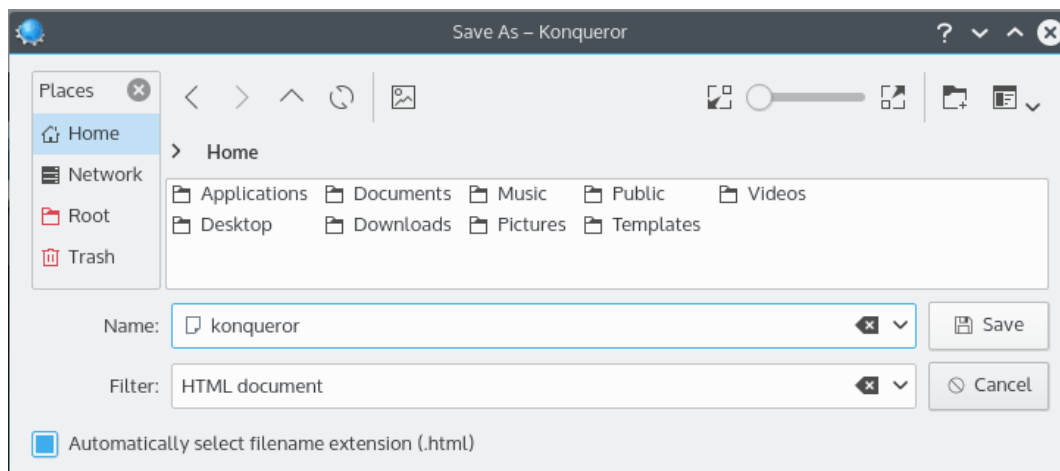 Save As – Konqueror
Places
Home
Network
Root
Trash
Home
Applications Documents Music Public Videos
Desktop Downloads Pictures Templates
Name: konqueror Save
Filter: HTML document Cancel
Automatically select filename extension (.html)